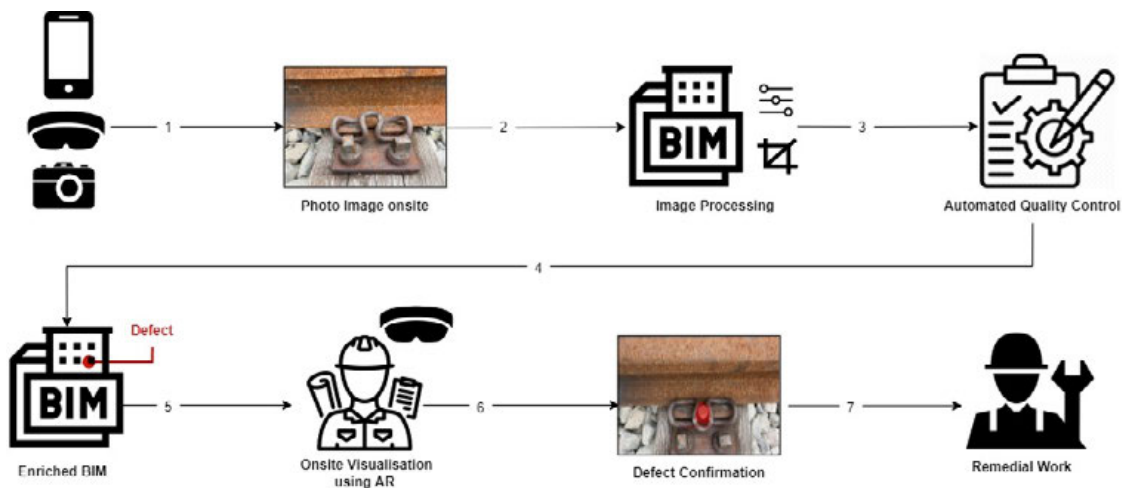 1
2
3
BIM
Photo Image onsite
Image Processing
Automated Quality Control
4
Defect
BIM
5
6
7
Enriched BIM
Onsite Visualisation
using AR
Defect Confirmation
Remedial Work